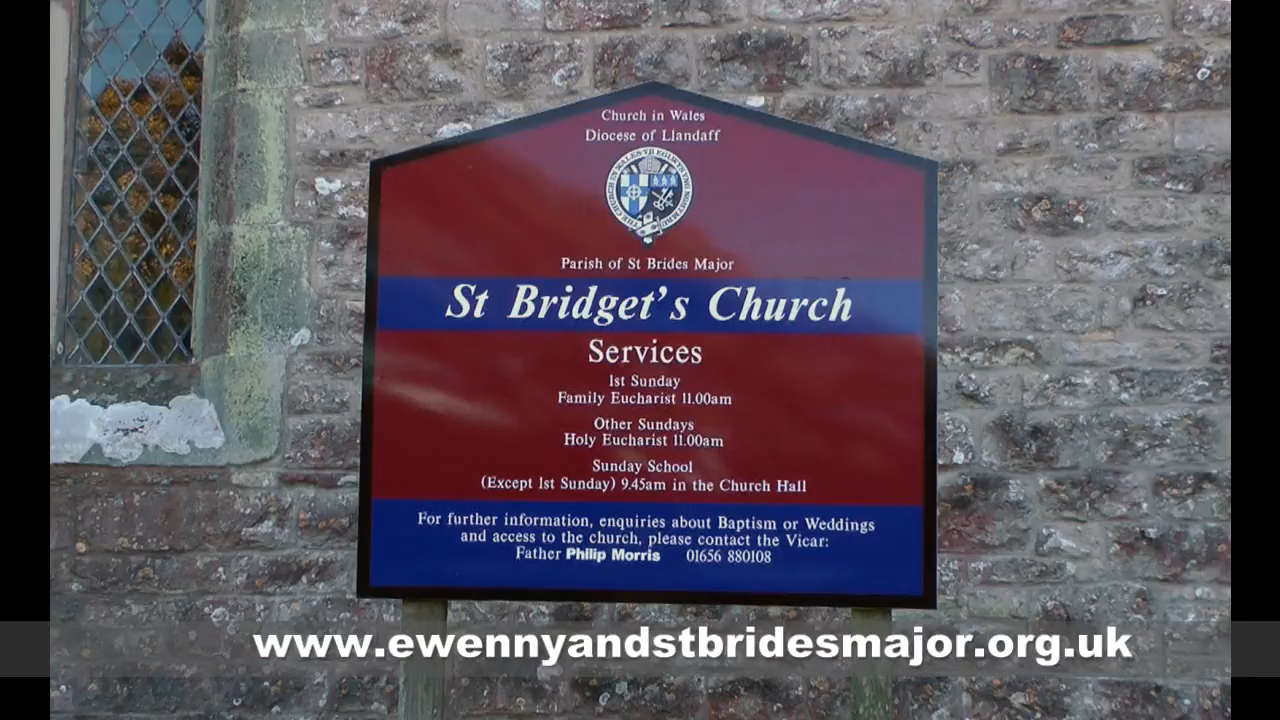 Church in Wales
Diocese of Llandaff
Parish of St Brides Major
St Bridget's Church
Services
1st Sunday
Family Eucharist 11.00am
Other Sundays
Holy Eucharist 11.00am
Sunday School
(Except 1st Sunday) 9.45am in the Church Hall
For further information, enquiries about Baptism or Weddings
and access to the church, please contact the Vicar:
Father Philip Morris 01656 880108
www.ewennyandstbridesmajor.org.uk